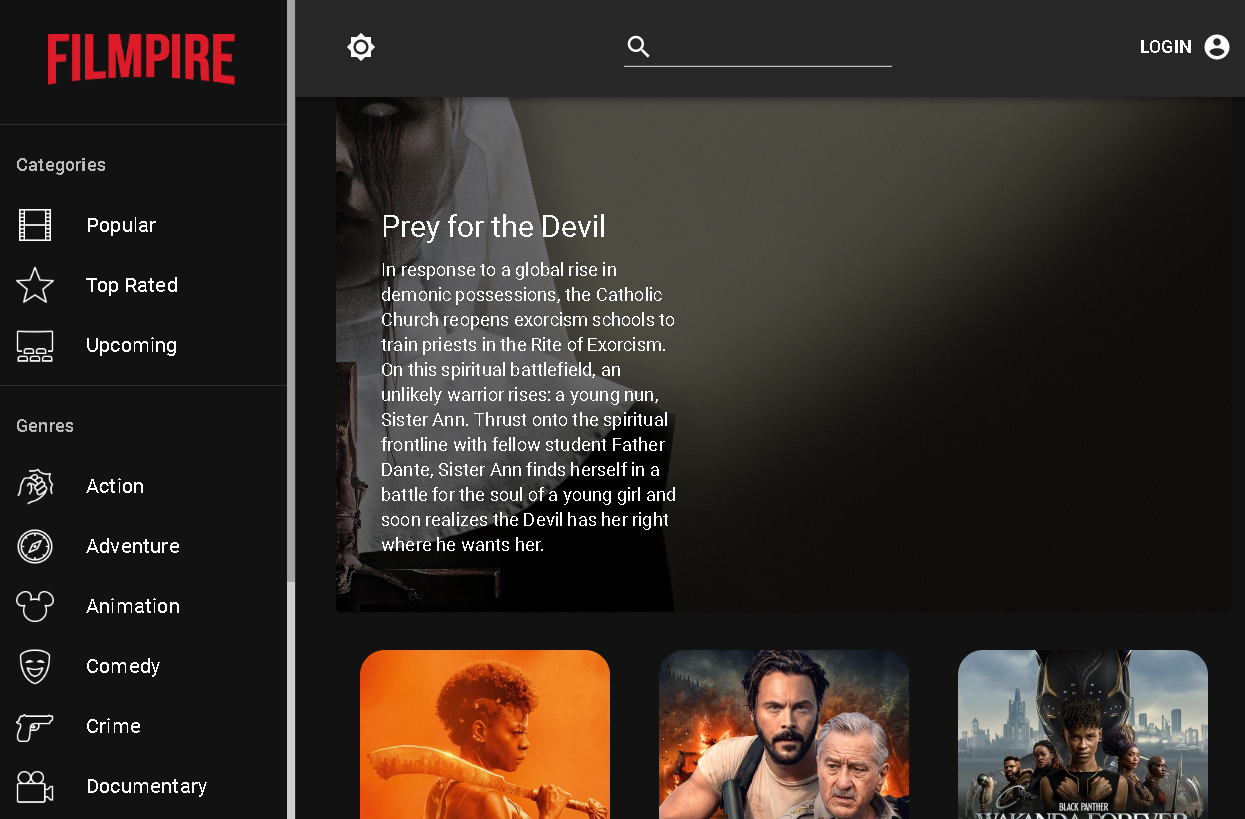 FILMPIRE
LOGIN
Categories
Popular
Top Rated
Upcoming
Genres
Action
Adventure
Animation
Comedy
Crime
Documentary
Prey for the Devil
In response to a global rise in
demonic possessions, the Catholic
Church reopens exorcism schools to
train priests in the Rite of Exorcism.
On this spiritual battlefield, an
unlikely warrior rises: a young nun,
Sister Ann. Thrust onto the spiritual
frontline with fellow student Father
Dante, Sister Ann finds herself in a
battle for the soul of a young girl and
soon realizes the Devil has her right
where he wants her.
BLACK PANTHER
WAKANDA FOREVER